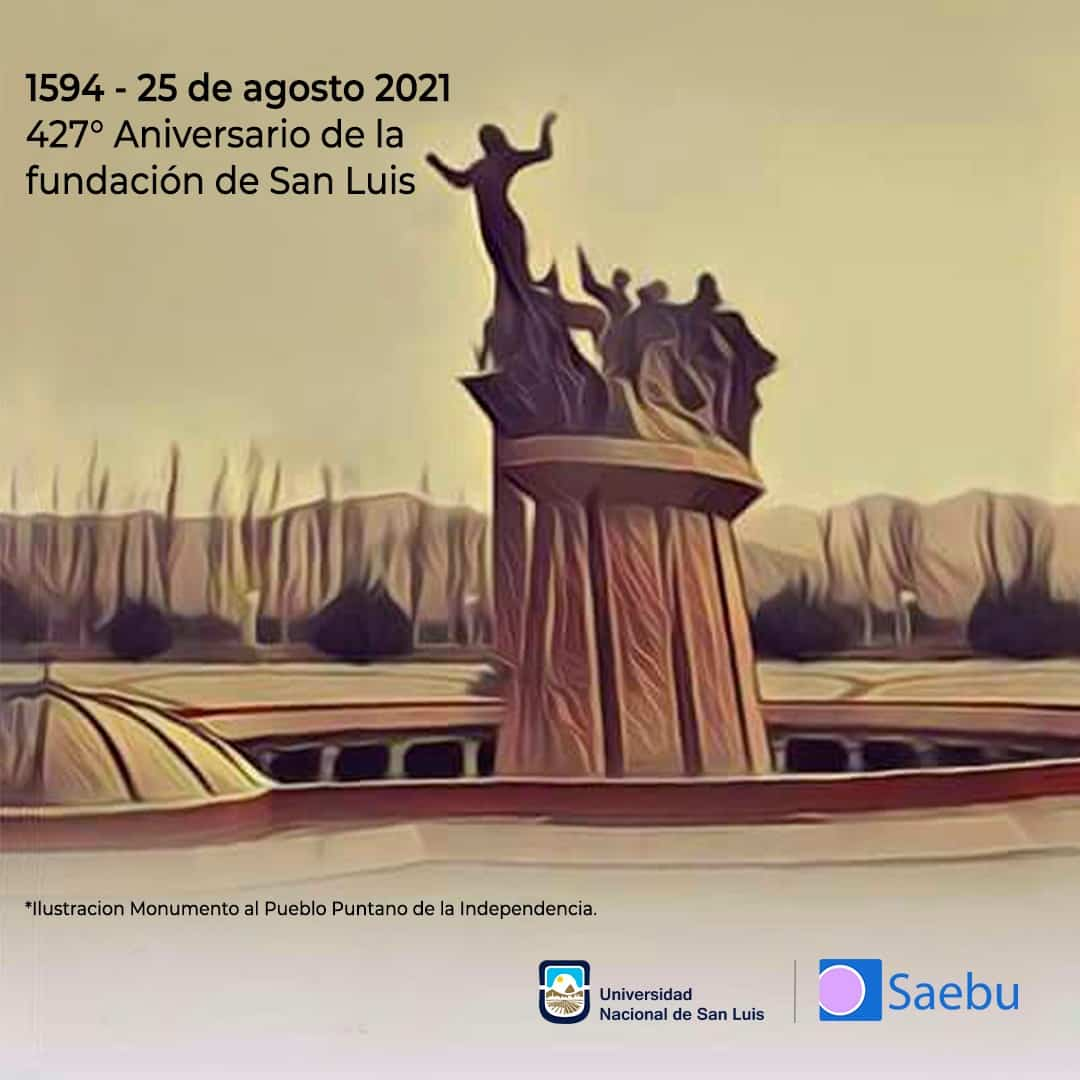 1594 - 25 de agosto 2021
427° Aniversario de la
fundación de San Luis
*Ilustracion Monumento al Pueblo Puntano de la Independencia.
Universidad
Nacional de San Luis
Saebu